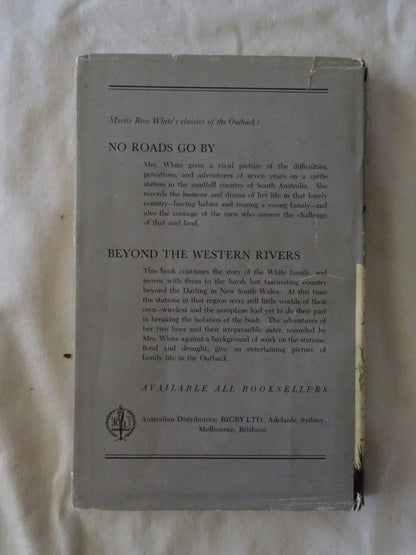 Myrtle Rose White's classics of the Outback:
NO ROADS GO BY
Mrs. White gives a vivid picture of the difficulties,
privations, and adventures of seven years on a cattle
station in the sandhill country of South Australia. She
records the humour and drama of her life in that lonely
country—having babies and rearing a young family—and
also the courage of the men who answer the challenge
of that arid land.
BEYOND THE WESTERN RIVERS
This book continues the story of the White family, and
moves with them to the harsh but fascinating country
beyond the Darling in New South Wales. At this time
the stations in that region were still little worlds of their
own—wireless and the aeroplane had yet to do their part
in breaking the isolation of the bush. The adventures of
her two boys and their irrepressible sister, recorded by
Mrs. White against a background of work on the stations,
flood and drought, give an entertaining picture of
family life in the Outback.
AVAILABLE ALL BOOKSELLERS
R L
Australian Distributors: RIGBY LTD., Adelaide, Sydney,
Melbourne, Brisbane.